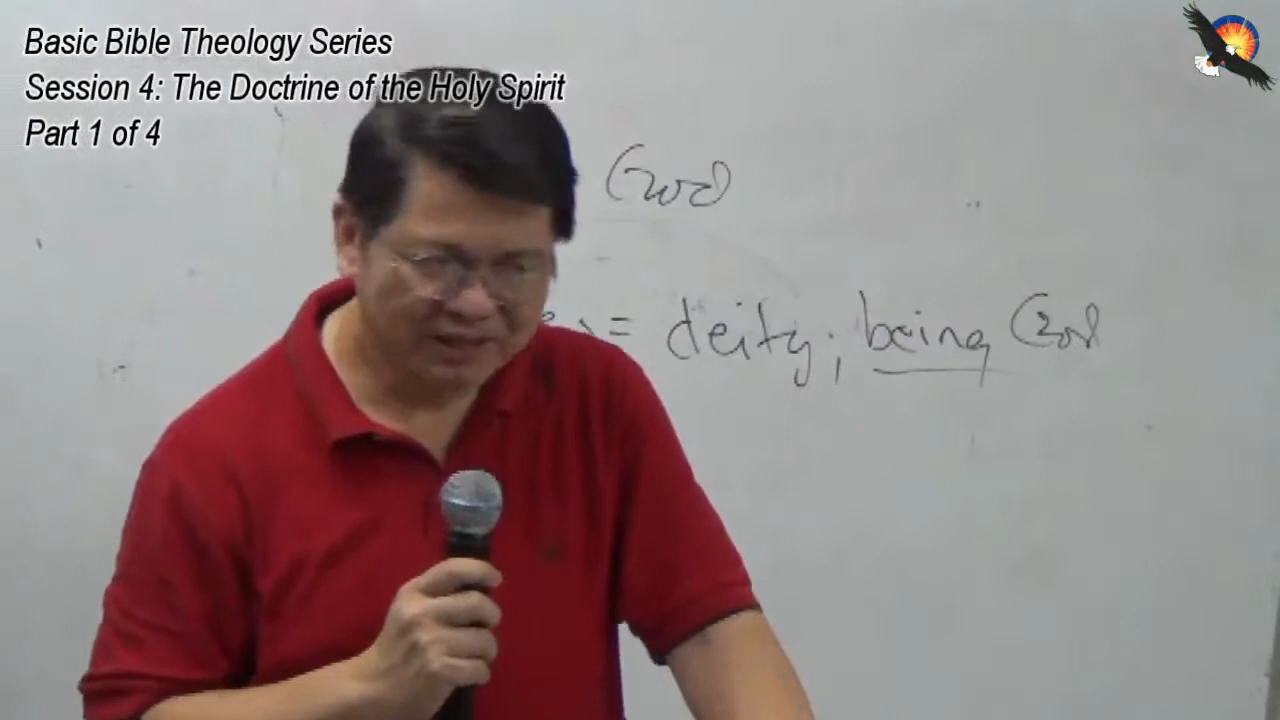 Basic Bible Theology Series
Session 4: The Doctrine of the Holy Spirit
Part 1 of 4
God
= deity; being God